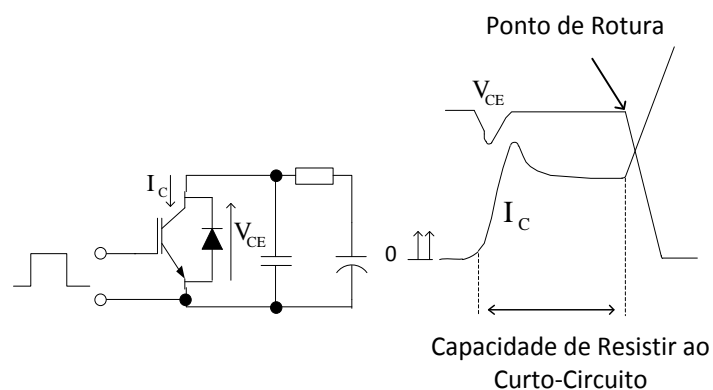 Ponto de Rotura
V_CE
I_C
V_CE
I_C
0
Capacidade de Resistir ao
Curto-Circuito